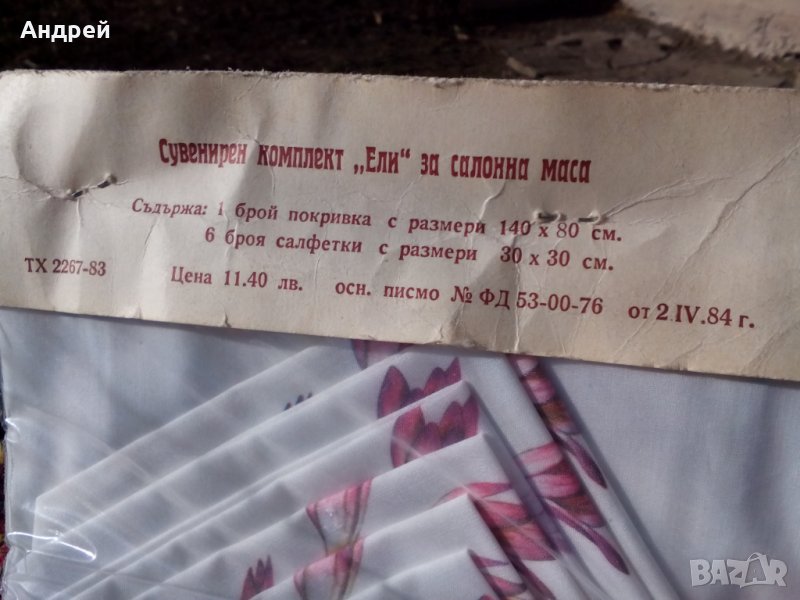 Андрей
Сувенирен комплект „Ели“ за салонна маса
Съдържа: 1 брой покривка с размери 140 x 80 см.
6 броя салфетки с размери 30 x 30 см.
ТХ 2267-83 Цена 11.40 лв. осн. писмо № ФД 53-00-76 от 2.IV.84 г.
BAZAR